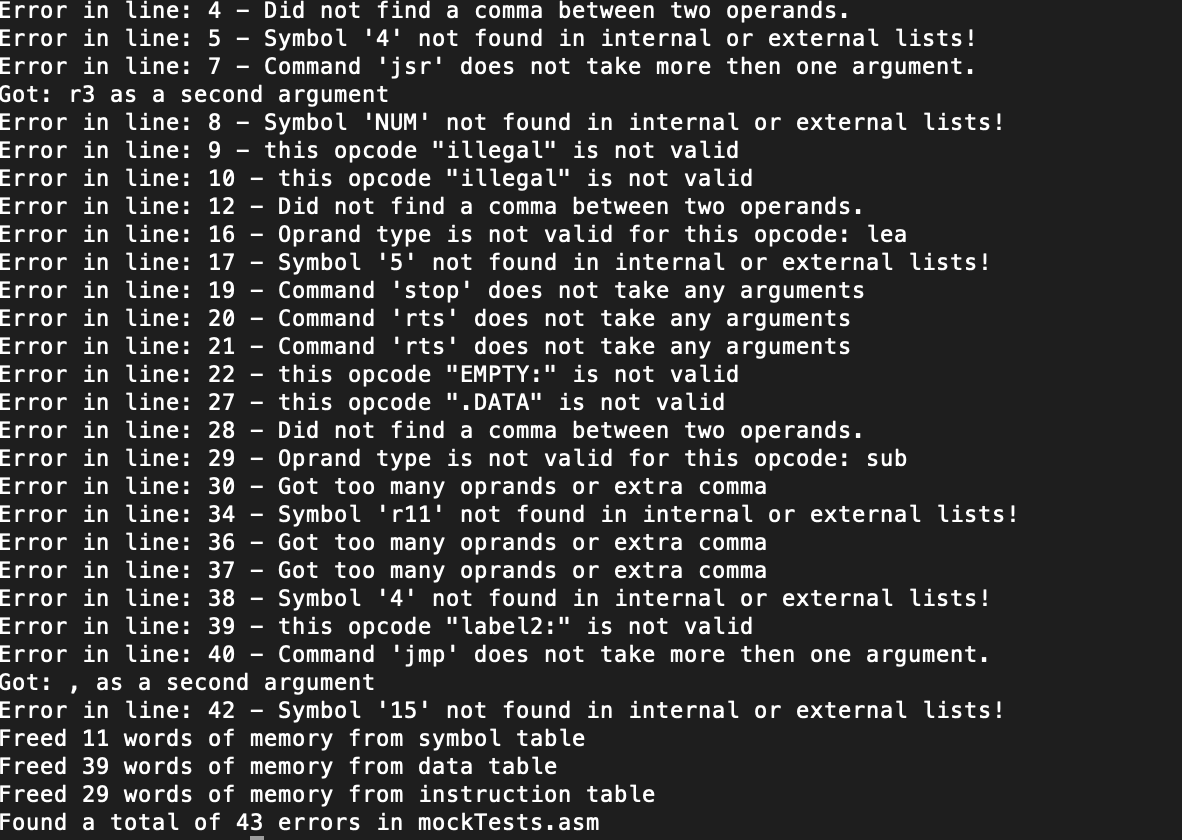 Error in line: 4 – Did not find a comma between two operands.
Error in line: 5 – Symbol '4' not found in internal or external lists!
Error in line: 7 – Command 'jsr' does not take more then one argument.
Got: r3 as a second argument
Error in line: 8 – Symbol 'NUM' not found in internal or external lists!
Error in line: 9 – this opcode "illegal" is not valid
Error in line: 10 – this opcode "illegal" is not valid
Error in line: 12 – Did not find a comma between two operands.
Error in line: 16 – Oprand type is not valid for this opcode: lea
Error in line: 17 – Symbol '5' not found in internal or external lists!
Error in line: 19 – Command 'stop' does not take any arguments
Error in line: 20 – Command 'rts' does not take any arguments
Error in line: 21 – Command 'rts' does not take any arguments
Error in line: 22 – this opcode "EMPTY:" is not valid
Error in line: 27 – this opcode ".DATA" is not valid
Error in line: 28 – Did not find a comma between two operands.
Error in line: 29 – Oprand type is not valid for this opcode: sub
Error in line: 30 – Got too many oprands or extra comma
Error in line: 34 – Symbol 'r11' not found in internal or external lists!
Error in line: 36 – Got too many oprands or extra comma
Error in line: 37 – Got too many oprands or extra comma
Error in line: 38 – Symbol '4' not found in internal or external lists!
Error in line: 39 – this opcode "label2:" is not valid
Error in line: 40 – Command 'jmp' does not take more then one argument.
Got: , as a second argument
Error in line: 42 – Symbol '15' not found in internal or external lists!
Freed 11 words of memory from symbol table
Freed 39 words of memory from data table
Freed 29 words of memory from instruction table
Found a total of 43 errors in mockTests.asm